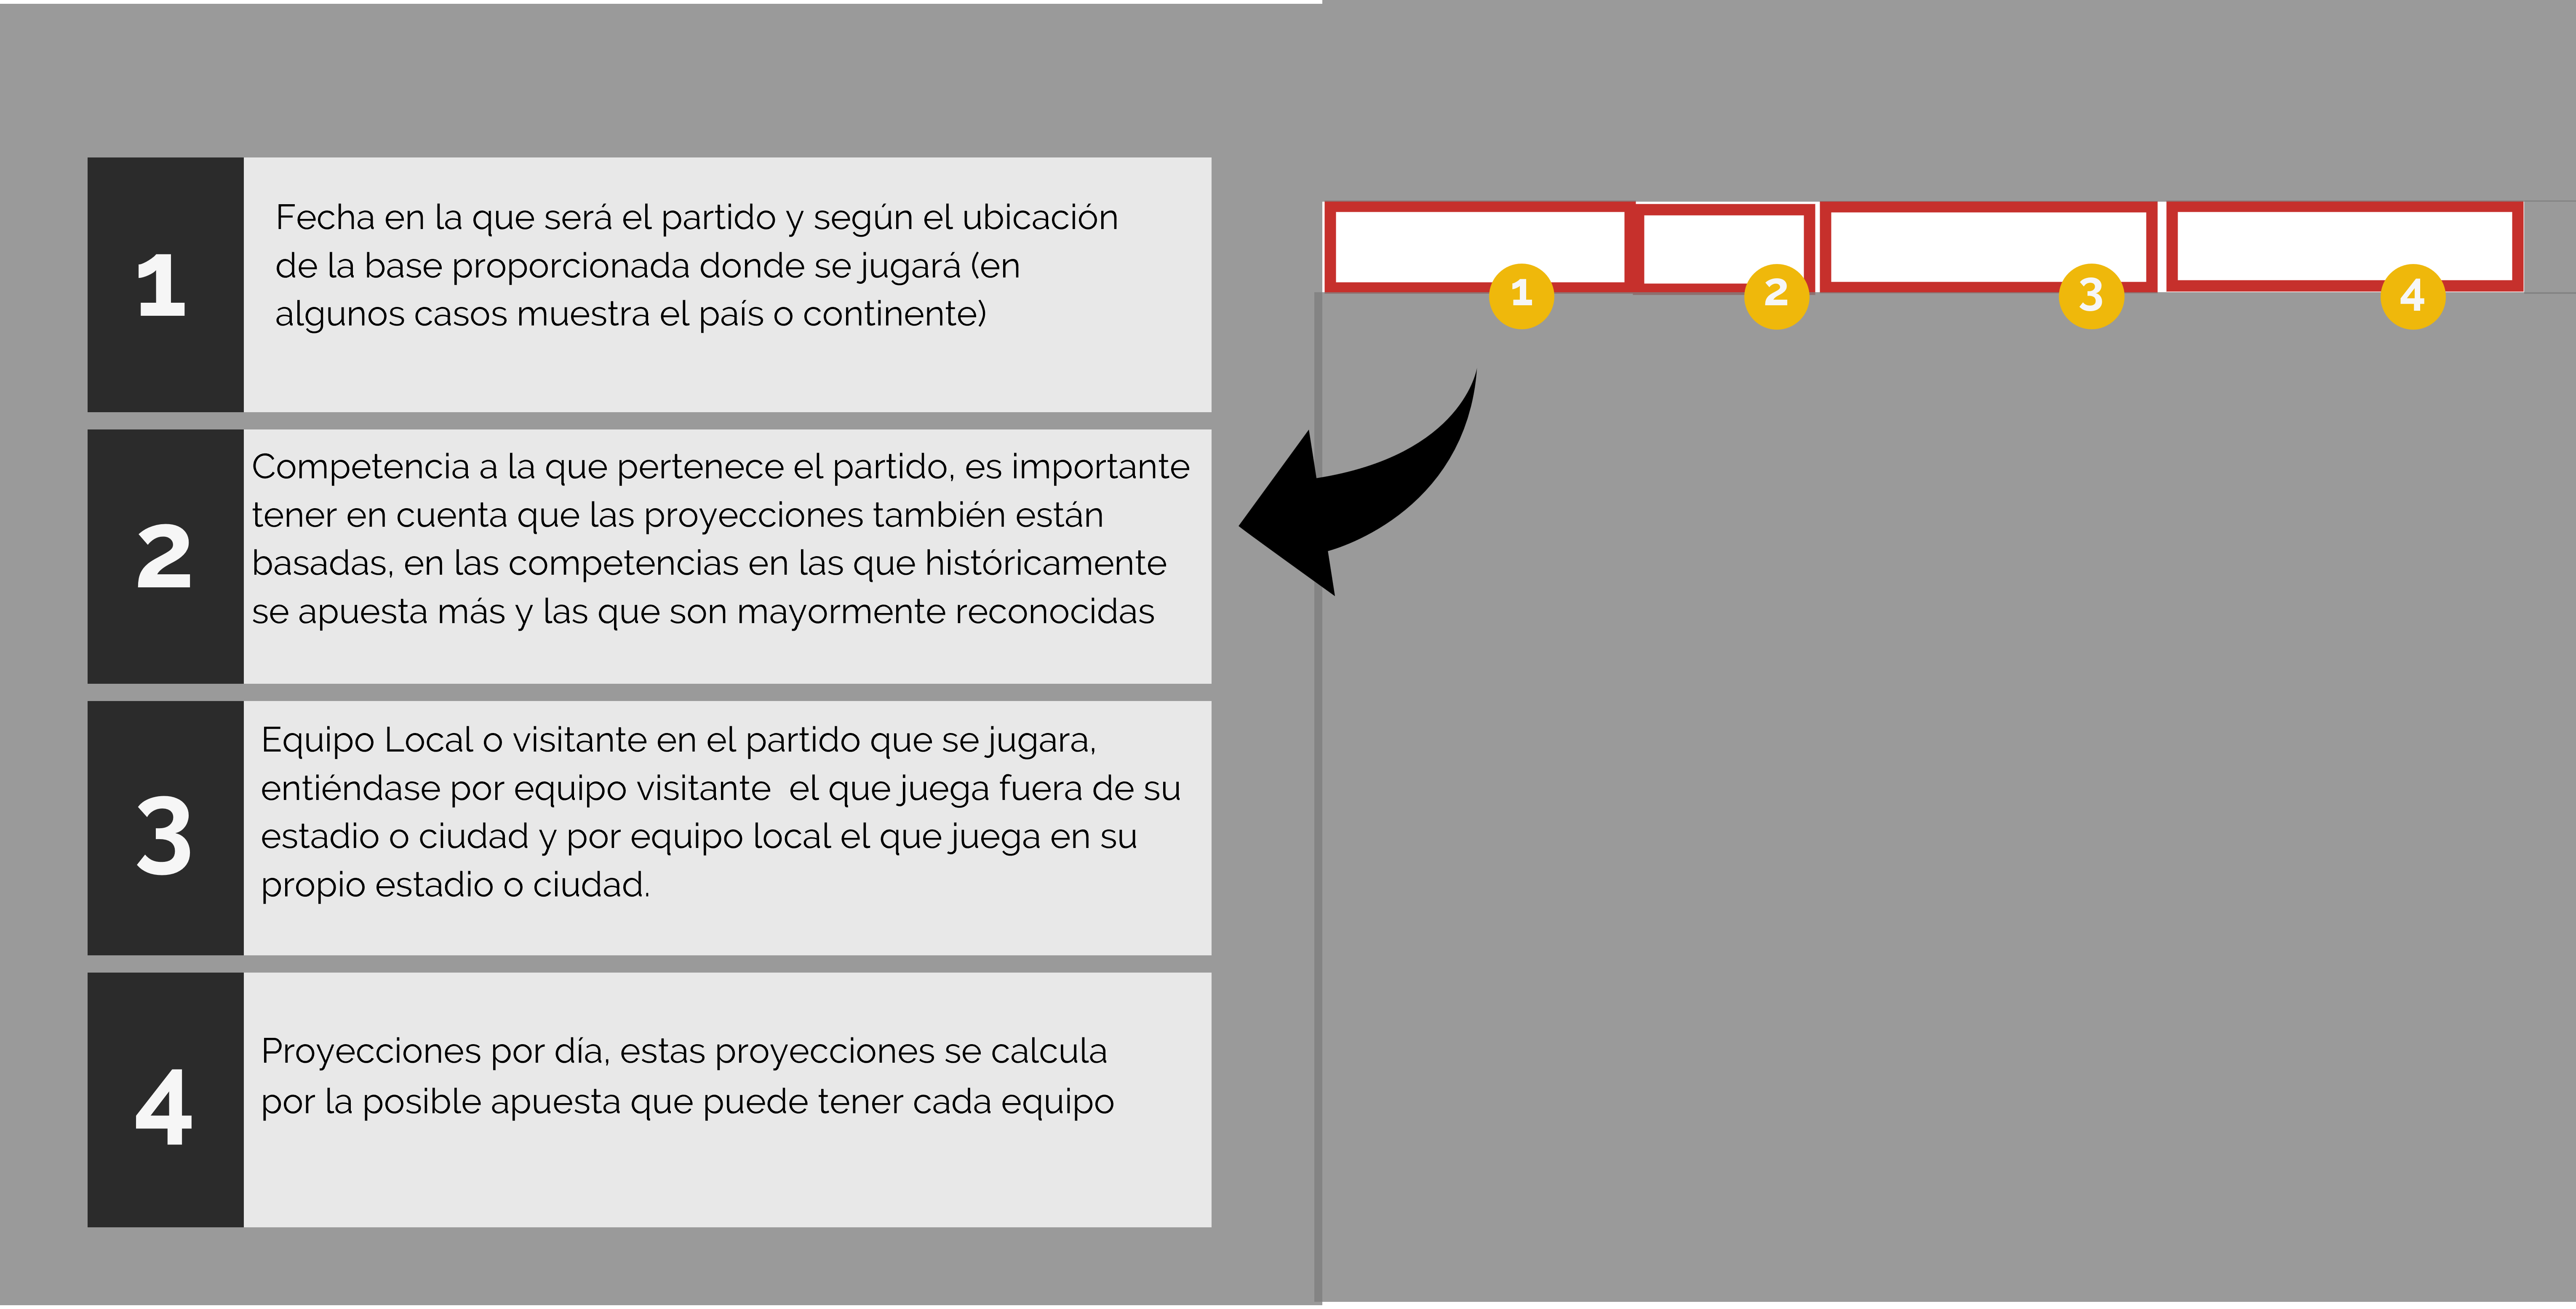 1
Fecha en la que será el partido y según el ubicación
de la base proporcionada donde se jugará (en
algunos casos muestra el país o continente)
2
Competencia a la que pertenece el partido, es importante
tener en cuenta que las proyecciones también están
basadas, en las competencias en las que históricamente
se apuesta más y las que son mayormente reconocidas
3
Equipo Local o visitante en el partido que se jugara,
entiéndase por equipo visitante  el que juega fuera de su
estadio o ciudad y por equipo local el que juega en su
propio estadio o ciudad.
4
Proyecciones por día, estas proyecciones se calcula
por la posible apuesta que puede tener cada equipo
1 2 3 4